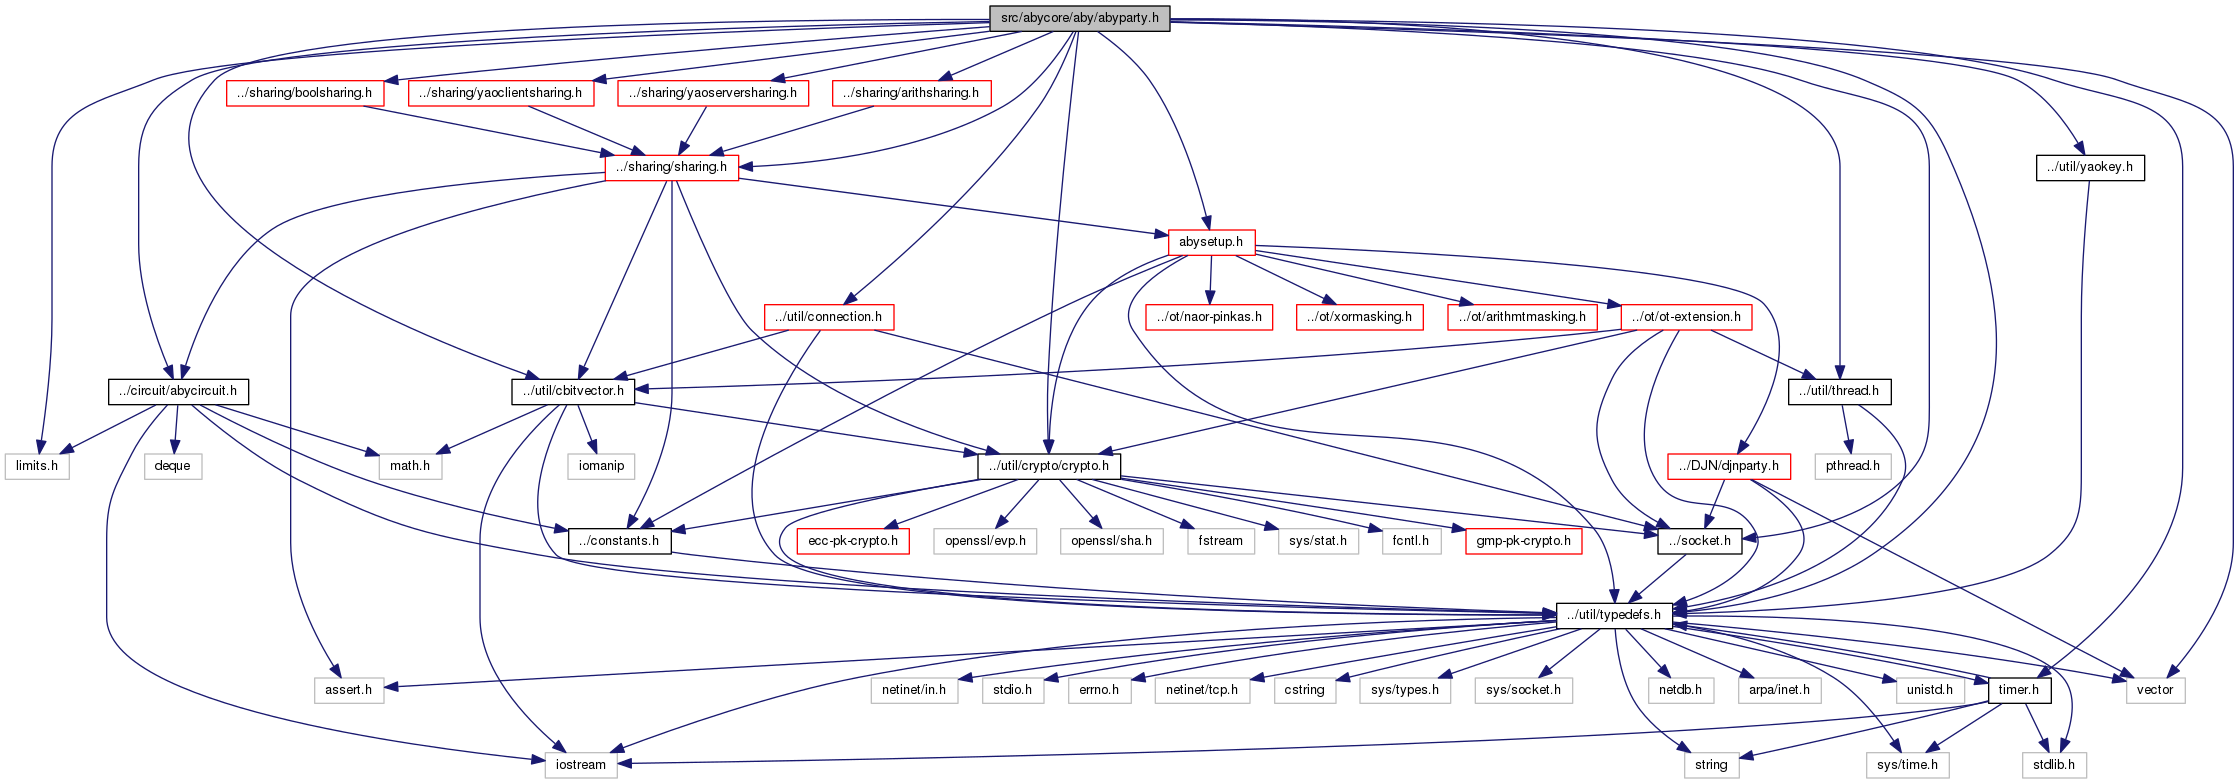 src/abycore/aby/abyparty.h
../sharing/boolsharing.h
../sharing/yaoclientsharing.h
../sharing/yaoserversharing.h
../sharing/arithsharing.h
../sharing/sharing.h
../util/yaokey.h
abysetup.h
../util/connection.h
../ot/naor-pinkas.h
../ot/xormasking.h
../ot/arithmtmasking.h
../ot/ot-extension.h
../circuit/abycircuit.h
../util/cbitvector.h
../util/thread.h
limits.h
deque
math.h
iomanip
../util/crypto/crypto.h
../DJN/djnparty.h
pthread.h
../constants.h
ecc-pk-crypto.h
openssl/evp.h
openssl/sha.h
fstream
sys/stat.h
fcntl.h
gmp-pk-crypto.h
../socket.h
../util/typedefs.h
assert.h
netinet/in.h
stdio.h
errno.h
netinet/tcp.h
cstring
sys/types.h
sys/socket.h
netdb.h
arpa/inet.h
unistd.h
timer.h
vector
iostream
string
sys/time.h
stdlib.h